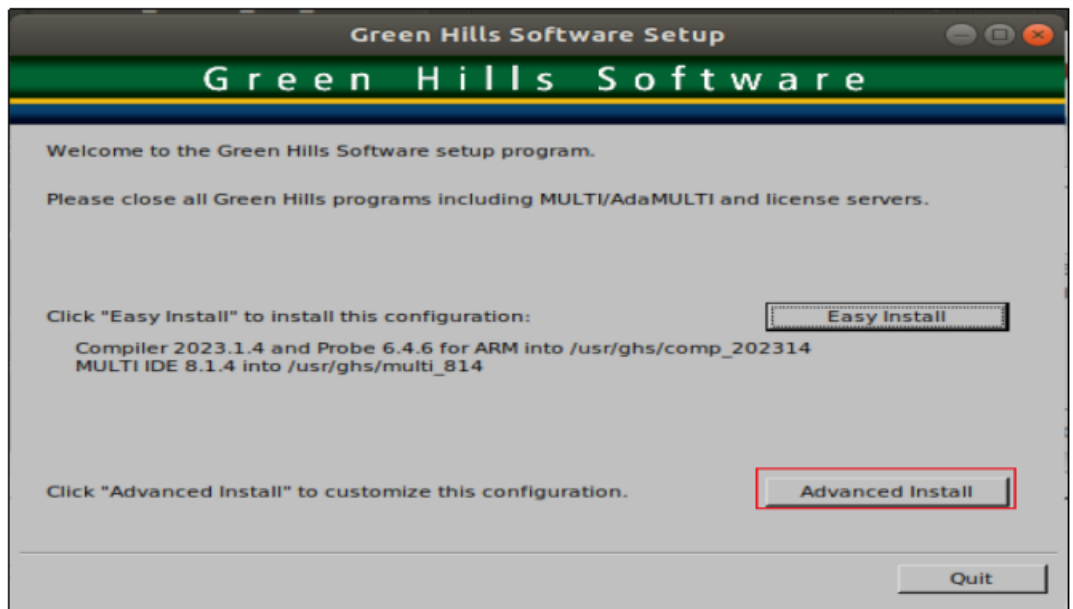 Green Hills Software Setup
Green Hills Software
Welcome to the Green Hills Software setup program.
Please close all Green Hills programs including MULTI/AdaMULTI and license servers.
Click "Easy Install" to install this configuration:
Easy Install
Compiler 2023.1.4 and Probe 6.4.6 for ARM into /usr/ghs/comp_202314
MULTI IDE 8.1.4 into /usr/ghs/multi_814
Click "Advanced Install" to customize this configuration.
Advanced Install
Quit